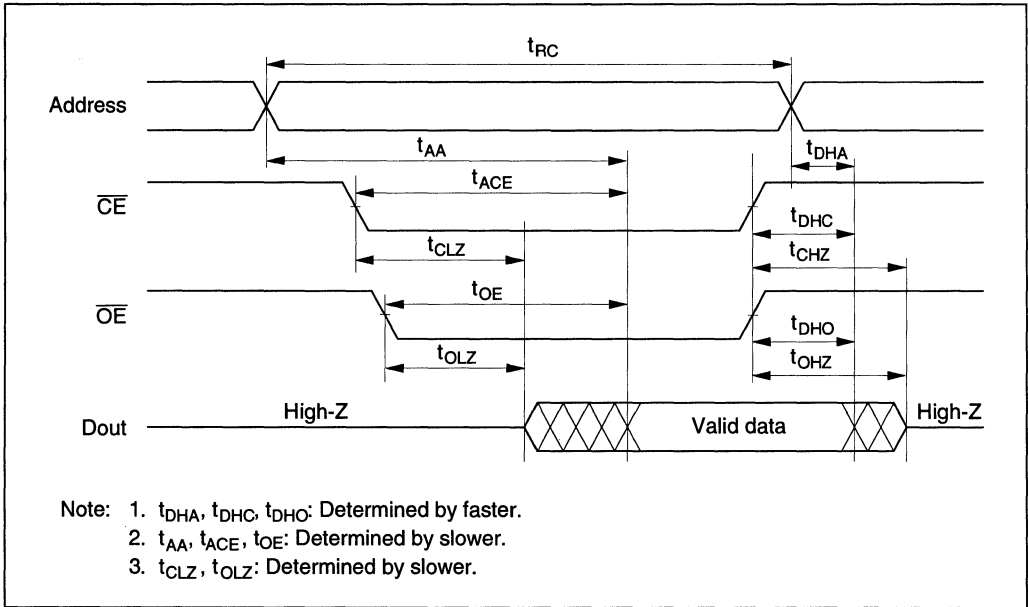 tRC
Address
tAA
tDHA
tACE
CE
tDHC
tCLZ
tCHZ
tOE
OE
tDHO
tOLZ
tOHZ
High-Z
High-Z
Dout
Valid data
Note: 1. tDHA, tDHC, tDHO: Determined by faster.
2. tAA, tACE, tOE: Determined by slower.
3. tCLZ, tOLZ: Determined by slower.